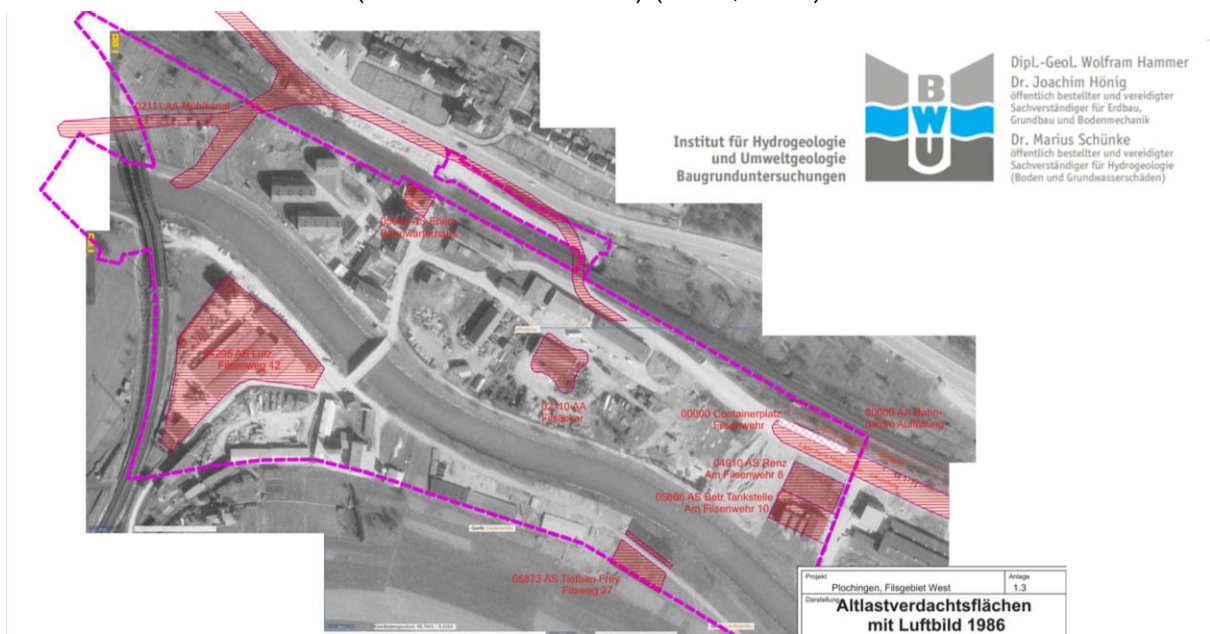 Dipl.-Geol. Wolfram Hammer
Dr. Joachim Hönig
öffentlich bestellter und vereidigter
Sachverständiger für Erdbau,
Grundbau und Bodenmechanik
Dr. Marius Schünke
öffentlich bestellter und vereidigter
Sachverständiger für Hydrogeologie
(Boden und Grundwasserschäden)
Institut für Hydrogeologie
und Umweltgeologie
Baugrunduntersuchungen
B
W
U
02111 AA Mühlkanal
AS Ehem.
Bahnwärterhaus
04295 AS Lutz
Filsenweg 42
02110 AA
Filsacker
00000 Containerplatz
Filsenwehr
00000 AA Bahn-
damm Auffüllung
04910 AS Renz
Am Filsenwehr 8
05866 AS Betr.Tankstelle
Am Filsenwehr 10
05873 AS Tiefbau Frey
Filsweg 27
Projekt
Plochingen, Filsgebiet West
Anlage
1.3
Darstellung
Altlastverdachtsflächen
mit Luftbild 1986